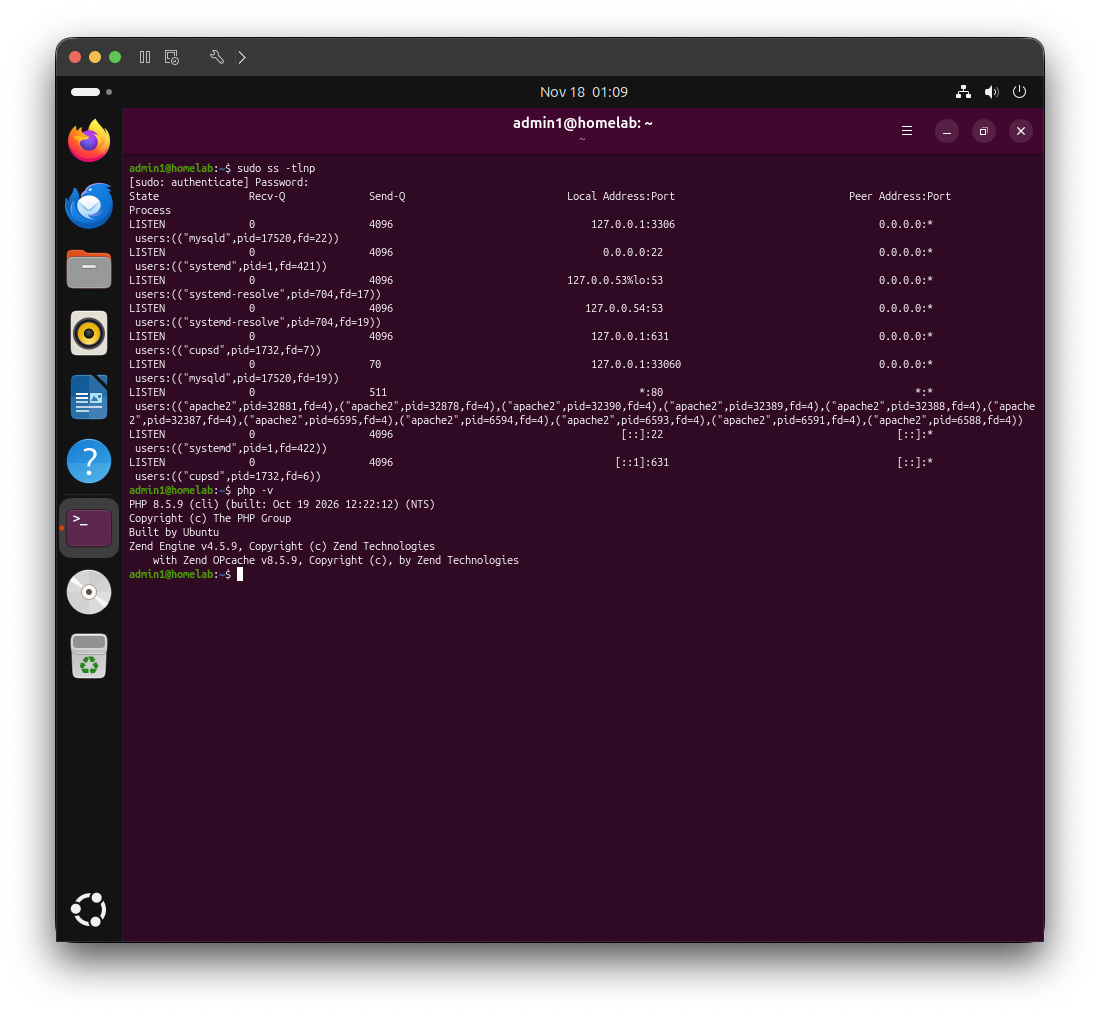 Nov 18 01:09
admin1@homelab: ~
~
admin1@homelab:~$ sudo ss -tlnp
[sudo: authenticate] Password:
State Recv-Q Send-Q Local Address:Port Peer Address:Port
Process
LISTEN 0 4096 127.0.0.1:3306 0.0.0.0:*
users:(("mysqld",pid=17520,fd=22))
LISTEN 0 4096 0.0.0.0:22 0.0.0.0:*
users:(("systemd",pid=1,fd=421))
LISTEN 0 4096 127.0.0.53%lo:53 0.0.0.0:*
users:(("systemd-resolve",pid=704,fd=17))
LISTEN 0 4096 127.0.0.54:53 0.0.0.0:*
users:(("systemd-resolve",pid=704,fd=19))
LISTEN 0 4096 127.0.0.1:631 0.0.0.0:*
users:(("cupsd",pid=1732,fd=7))
LISTEN 0 70 127.0.0.1:33060 0.0.0.0:*
users:(("mysqld",pid=17520,fd=19))
LISTEN 0 511 *:80 *:*
users:(("apache2",pid=32881,fd=4),("apache2",pid=32878,fd=4),("apache2",pid=32390,fd=4),("apache2",pid=32389,fd=4),("apache2",pid=32388,fd=4),("apache
2",pid=32387,fd=4),("apache2",pid=6595,fd=4),("apache2",pid=6594,fd=4),("apache2",pid=6593,fd=4),("apache2",pid=6591,fd=4),("apache2",pid=6588,fd=4))
LISTEN 0 4096 [::]:22 [::]:*
users:(("systemd",pid=1,fd=422))
LISTEN 0 4096 [::1]:631 [::]:*
users:(("cupsd",pid=1732,fd=6))
admin1@homelab:~$ php -v
PHP 8.5.9 (cli) (built: Oct 19 2026 12:22:12) (NTS)
Copyright (c) The PHP Group
Built by Ubuntu
Zend Engine v4.5.9, Copyright (c) Zend Technologies
with Zend OPcache v8.5.9, Copyright (c), by Zend Technologies
admin1@homelab:~$